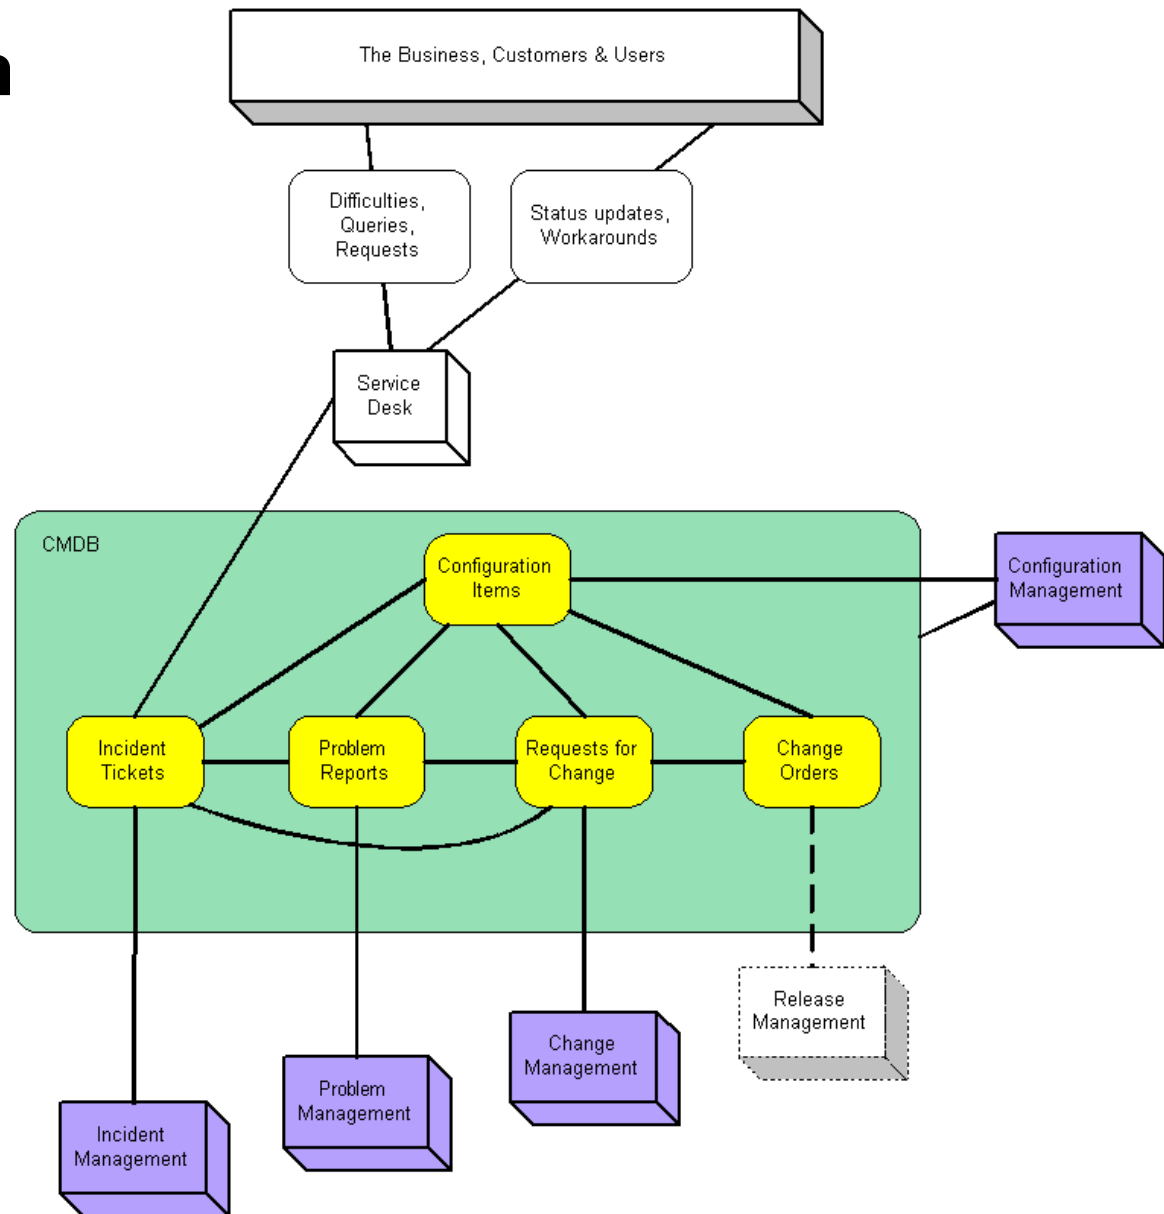 The Business, Customers & Users
Difficulties,
Queries,
Requests
Status updates,
Workarounds
Service
Desk
CMDB
Configuration
Items
Configuration
Management
Incident
Tickets
Problem
Reports
Requests for
Change
Change
Orders
Release
Management
Change
Management
Problem
Management
Incident
Management